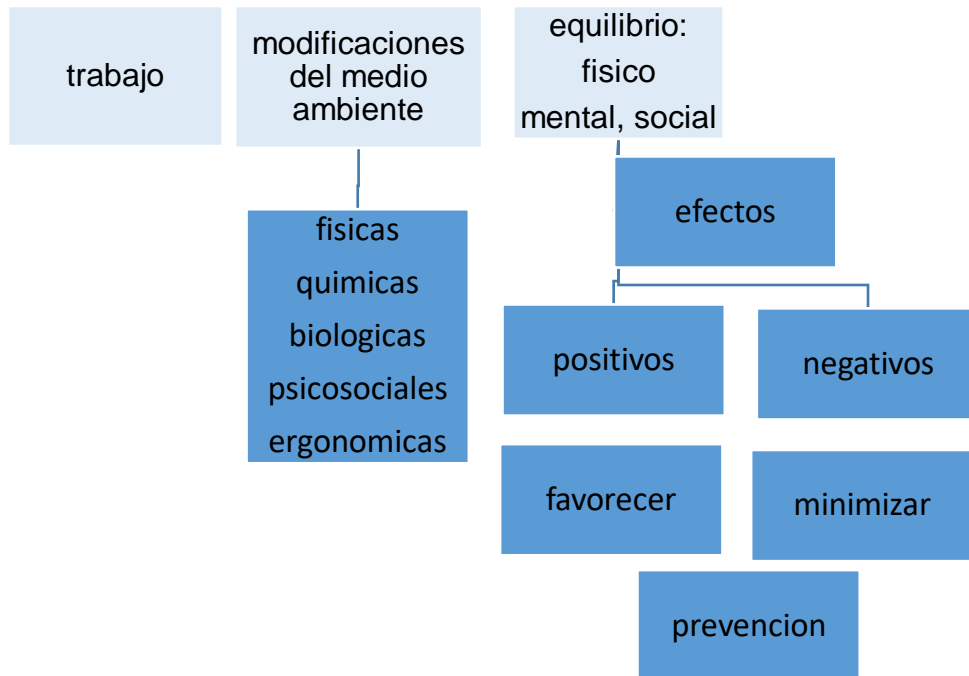 trabajo
modificaciones
del medio
ambiente
equilibrio:
fisico
mental, social
fisicas
quimicas
biologicas
psicosociales
ergonomicas
efectos
positivos
negativos
favorecer
minimizar
prevencion